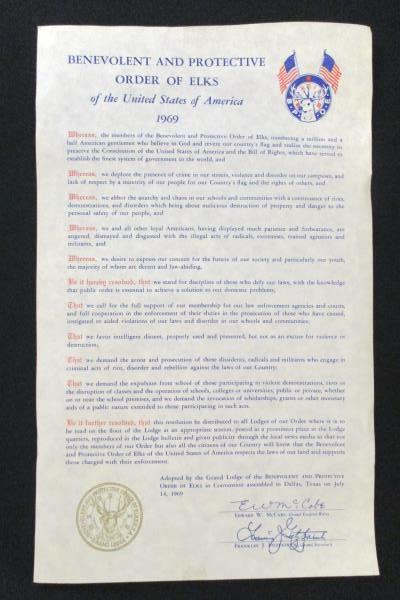 BENEVOLENT AND PROTECTIVE
ORDER OF ELKS
of the United States of America
1969
Whereas, the members of the Benevolent and Protective Order of Elks, numbering a million and a
half American gentlemen who believe in God and revere our country's flag and realize the necessity to
preserve the Constitution of the United States of America and the Bill of Rights, which have served to
establish the finest system of government in the world, and
Whereas, we deplore the presence of crime in our streets, violence and disorder on our campuses, and
lack of respect by a minority of our people for our Country's flag and the rights of others, and
Whereas, we abhor the anarchy and chaos in our schools and communities with a continuance of riots,
demonstrations, and disorders which bring about malicious destruction of property and danger to the
personal safety of our people, and
Whereas, we and all other loyal Americans, having displayed much patience and forbearance, are
angered, dismayed and disgusted with the illegal acts of radicals, extremists, trained agitators and
militants, and
Whereas, we desire to express our concern for the future of our society and particularly our youth,
the majority of whom are decent and law-abiding,
Be it hereby resolved, that we stand for discipline of those who defy our laws, with the knowledge
that public order is essential to achieve a solution to our domestic problems,
That we call for the full support of our membership for our law enforcement agencies and courts,
and full cooperation in the enforcement of their duties in the prosecution of those who have caused,
instigated or aided violations of our laws and disorder in our schools and communities;
That we favor intelligent dissent, properly used and presented, but not as an excuse for violence or
destruction;
That we demand the arrest and prosecution of those dissidents, radicals and militants who engage in
criminal acts of riot, disorder and rebellion against the laws of our Country;
That we demand the expulsion from school of those participating in violent demonstrations, riots or
the disruption of classes and the operation of schools, colleges or universities, public or private, whether
on or near the school premises, and we demand the revocation of scholarships, grants or other monetary
aids of a public nature extended to those participating in such acts.
Be it further resolved, that this resolution be distributed to all Lodges of our Order where it is to
be read on the floor of the Lodge at an appropriate session, posted in a prominent place in the Lodge
quarters, reproduced in the Lodge bulletin and given publicity through the local news media so that not
only the members of our Order but also all the citizens of our Country will know that the Benevolent
and Protective Order of Elks of the United States of America respects the laws of our land and supports
those charged with their enforcement.
Adopted by the Grand Lodge of the BENEVOLENT AND PROTECTIVE
ORDER OF ELKS in Convention assembled in Dallas, Texas on July
14, 1969
E W McCabe
EDWARD W. MCCABE, Grand Exalted Ruler
FRANKLIN J.
Grand Secretary